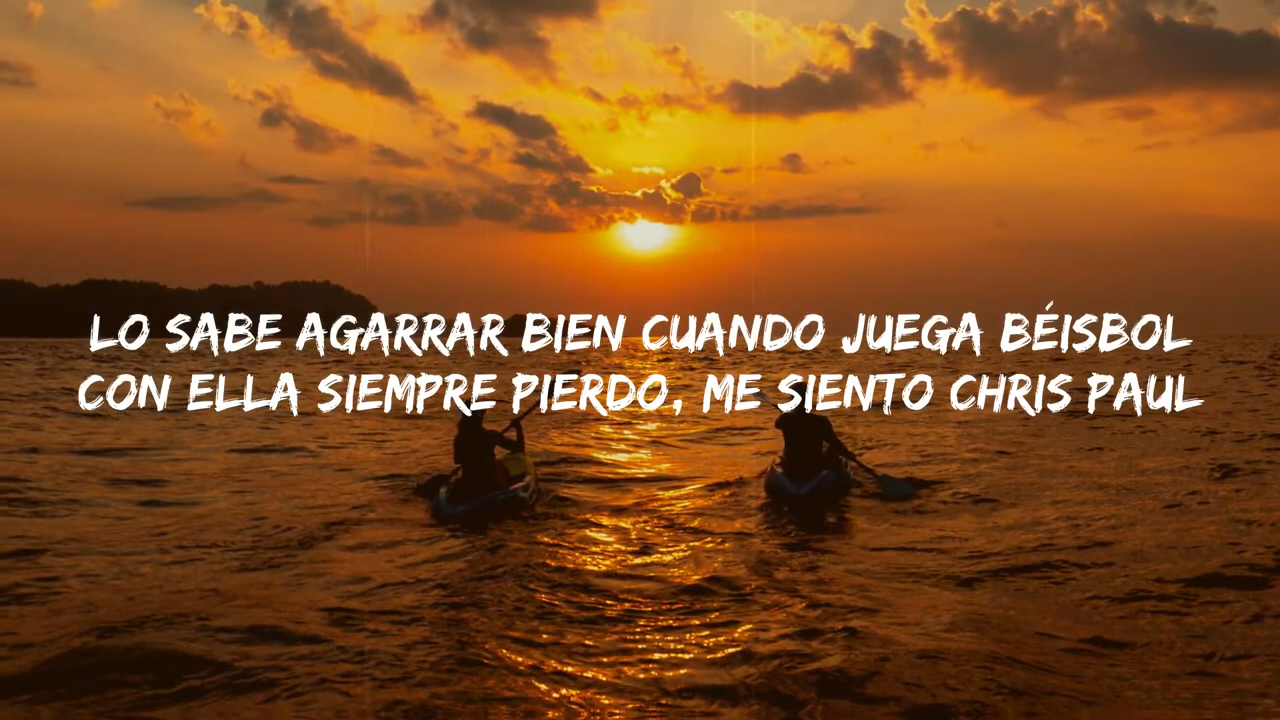 LO SABE AGARRAR BIEN CUANDO JUEGA BÉISBOL
CON ELLA SIEMPRE PIERDO, ME SIENTO CHRIS PAUL